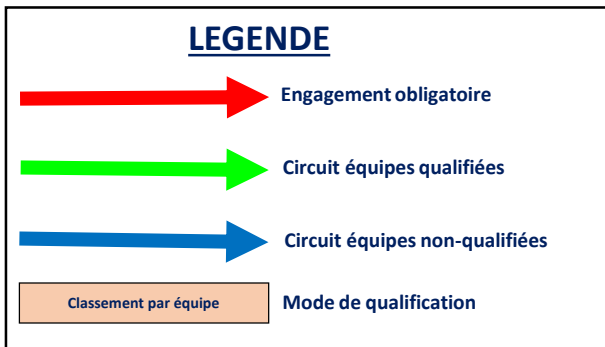 LEGENDE
Engagement obligatoire
Circuit équipes qualifiées
Circuit équipes non-qualifiées
Classement par équipe Mode de qualification